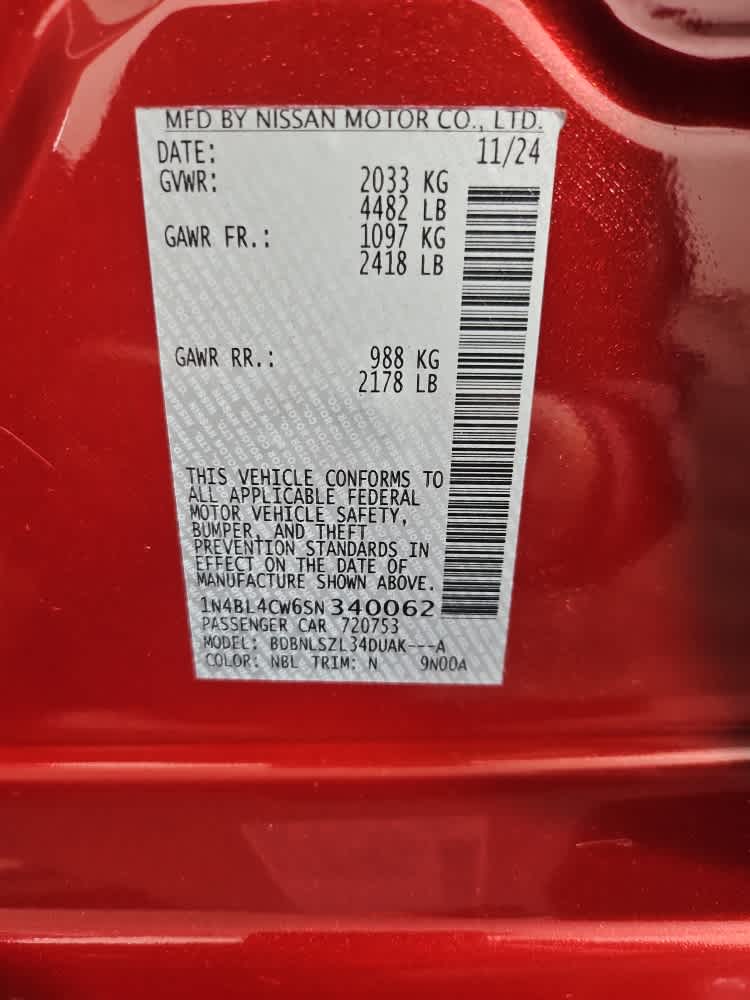 MFD BY NISSAN MOTOR CO., LTD.
DATE: 11/24
GVWR: 2033 KG
4482 LB
GAWR FR.: 1097 KG
2418 LB
GAWR RR.: 988 KG
2178 LB
THIS VEHICLE CONFORMS TO
ALL APPLICABLE FEDERAL
MOTOR VEHICLE SAFETY,
BUMPER, AND THEFT
PREVENTION STANDARDS IN
EFFECT ON THE DATE OF
MANUFACTURE SHOWN ABOVE.
1N4BL4CW6SN340062
PASSENGER CAR 720753
MODEL: BDBNLSZL34DUAK---A
COLOR: NBL TRIM: N 9N00A